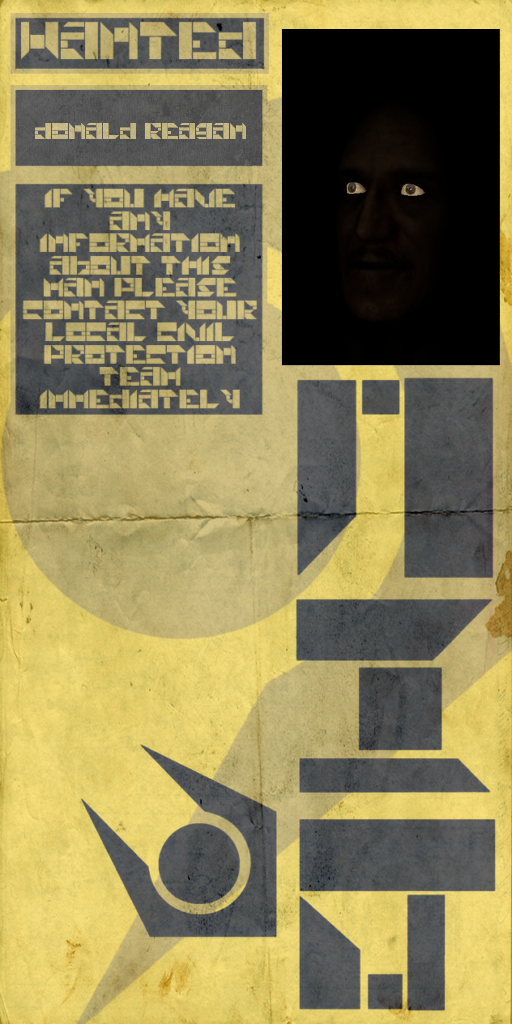 WANTED
DONALD REAGAN
IF YOU HAVE
ANY
INFORMATION
ABOUT THIS
MAN PLEASE
CONTACT YOUR
LOCAL CIVIL
PROTECTION
TEAM
IMMEDIATELY